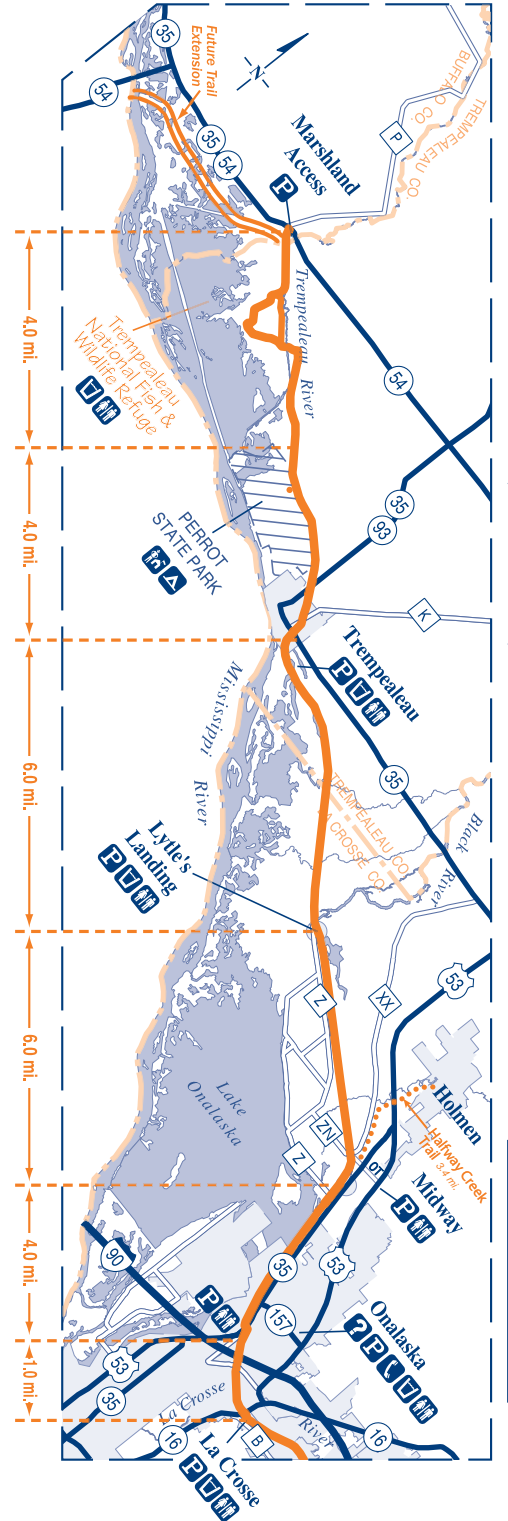 35
54
Future Trail
Extension
35
54
-N-
BUFFALO CO.
TREMPEALEAU CO.
P
Marshland
Access
P
Trempealeau
River
54
Trempealeau
National Fish &
Wildlife Refuge
4.0 mi.
35
93
PERROT
STATE PARK
4.0 mi.
K
Trempealeau
P
Mississippi
River
TREMPEALEAU CO.
LA CROSSE CO.
35
Black
River
6.0 mi.
Lytle's
Landing
P
53
Z
XX
Lake
Onalaska
6.0 mi.
Holmen
Halfway Creek
Trail 3.4 mi.
ZN
Z
OT
Midway
P
35
53
90
4.0 mi.
P
157
Onalaska
? P
53
35
1.0 mi.
La Crosse
River
16
16
B
La Crosse
P